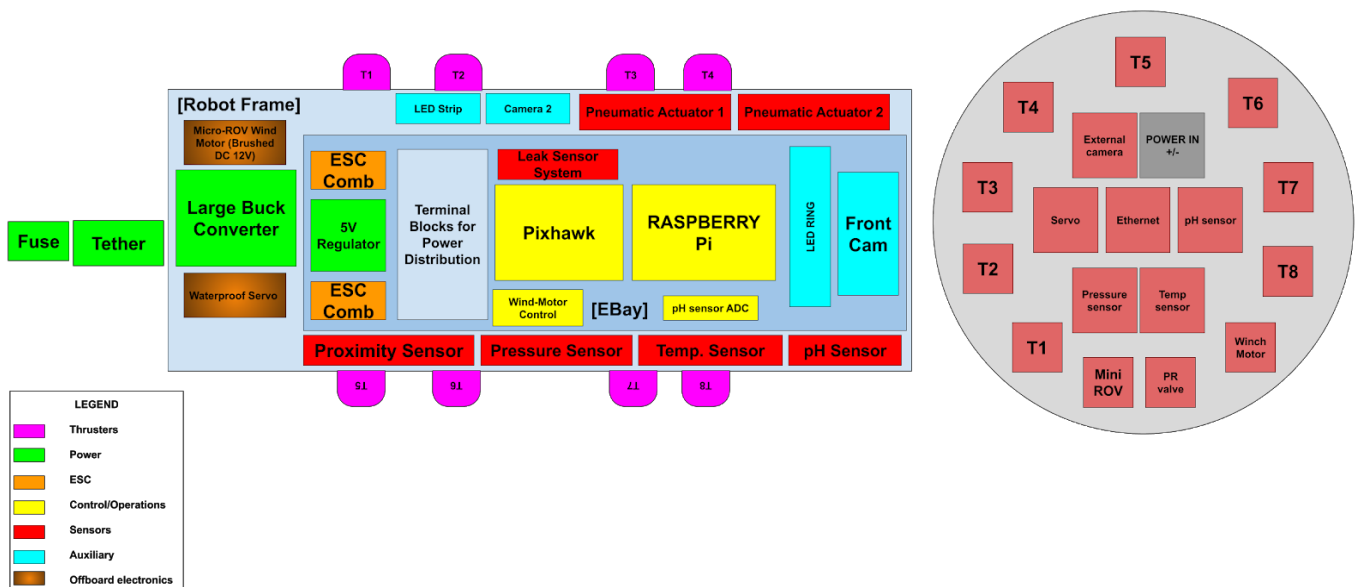 T1
T2
T3
T4
[Robot Frame]
LED Strip
Camera 2
Pneumatic Actuator 1
Pneumatic Actuator 2
Micro-ROV Wind
Motor (Brushed
DC 12V)
ESC
Comb
Leak Sensor
System
Fuse
Tether
Large Buck
Converter
5V
Regulator
Terminal
Blocks for
Power
Distribution
Pixhawk
RASPBERRY
Pi
LED RING
Front
Cam
Waterproof Servo
ESC
Comb
Wind-Motor
Control
[EBay]
pH sensor ADC
Proximity Sensor
Pressure Sensor
Temp. Sensor
pH Sensor
T5
T6
T7
T8
T5
T4
T6
External
camera
POWER IN
+/-
T3
T7
Servo
Ethernet
pH sensor
T2
T8
Pressure
sensor
Temp
sensor
T1
Winch
Motor
Mini
ROV
PR
valve
LEGEND
Thrusters
Power
ESC
Control/Operations
Sensors
Auxiliary
Offboard electronics